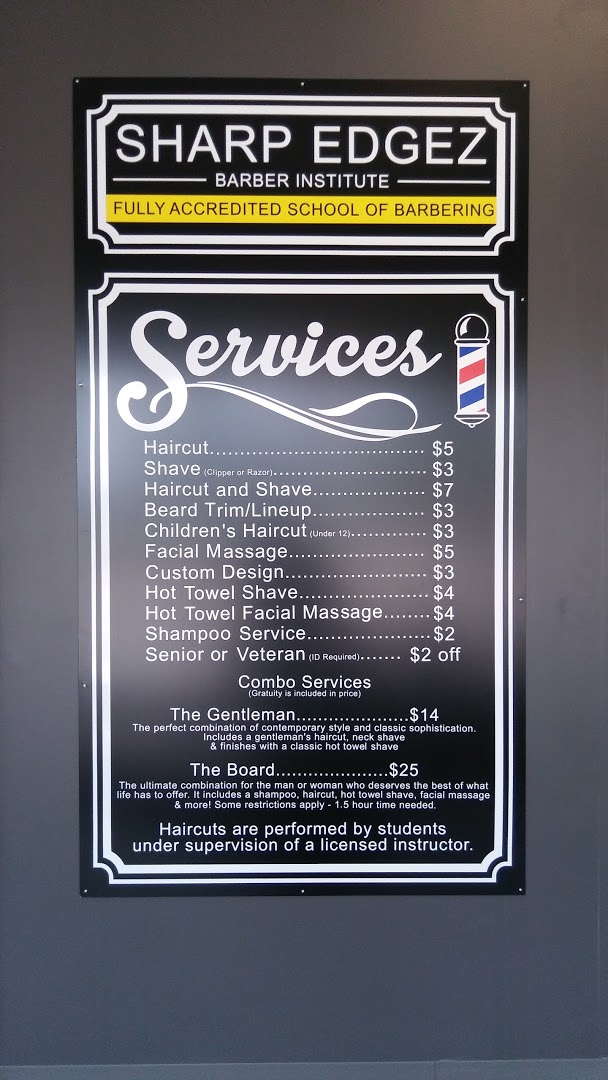 SHARP EDGEZ
BARBER INSTITUTE
FULLY ACCREDITED SCHOOL OF BARBERING
Services
Haircut.................................... $5
Shave (Clipper or Razor).......................... $3
Haircut and Shave................... $7
Beard Trim/Lineup................... $3
Children's Haircut (Under 12)............. $3
Facial Massage....................... $5
Custom Design........................ $3
Hot Towel Shave...................... $4
Hot Towel Facial Massage........ $4
Shampoo Service..................... $2
Senior or Veteran (ID Required)....... $2 off
Combo Services
(Gratuity is included in price)
The Gentleman....................$14
The perfect combination of contemporary style and classic sophistication.
Includes a gentleman's haircut, neck shave
& finishes with a classic hot towel shave
The Board....................$25
The ultimate combination for the man or woman who deserves the best of what
life has to offer. It includes a shampoo, haircut, hot towel shave, facial massage
& more! Some restrictions apply - 1.5 hour time needed.
Haircuts are performed by students
under supervision of a licensed instructor.